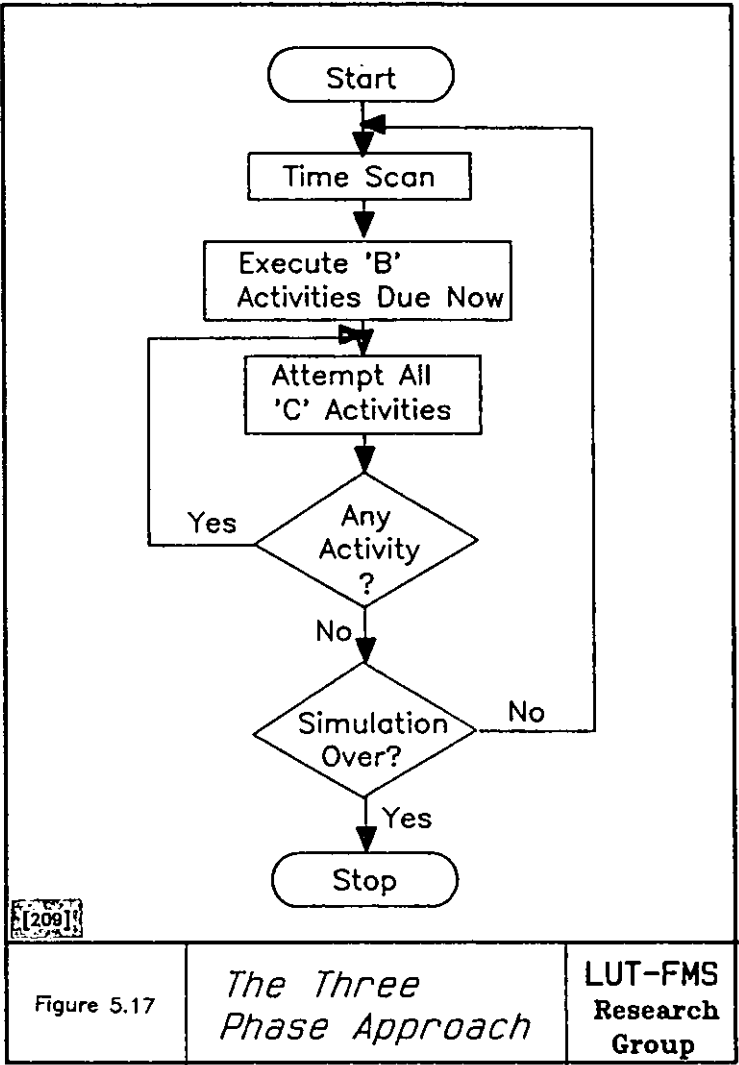 Start
Time Scan
Execute 'B'
Activities Due Now
Attempt All
'C' Activities
Yes
Any
Activity
?
No
Simulation
Over?
No
Yes
Stop
[209]
Figure 5.17
The Three
Phase Approach
LUT-FMS
Research
Group